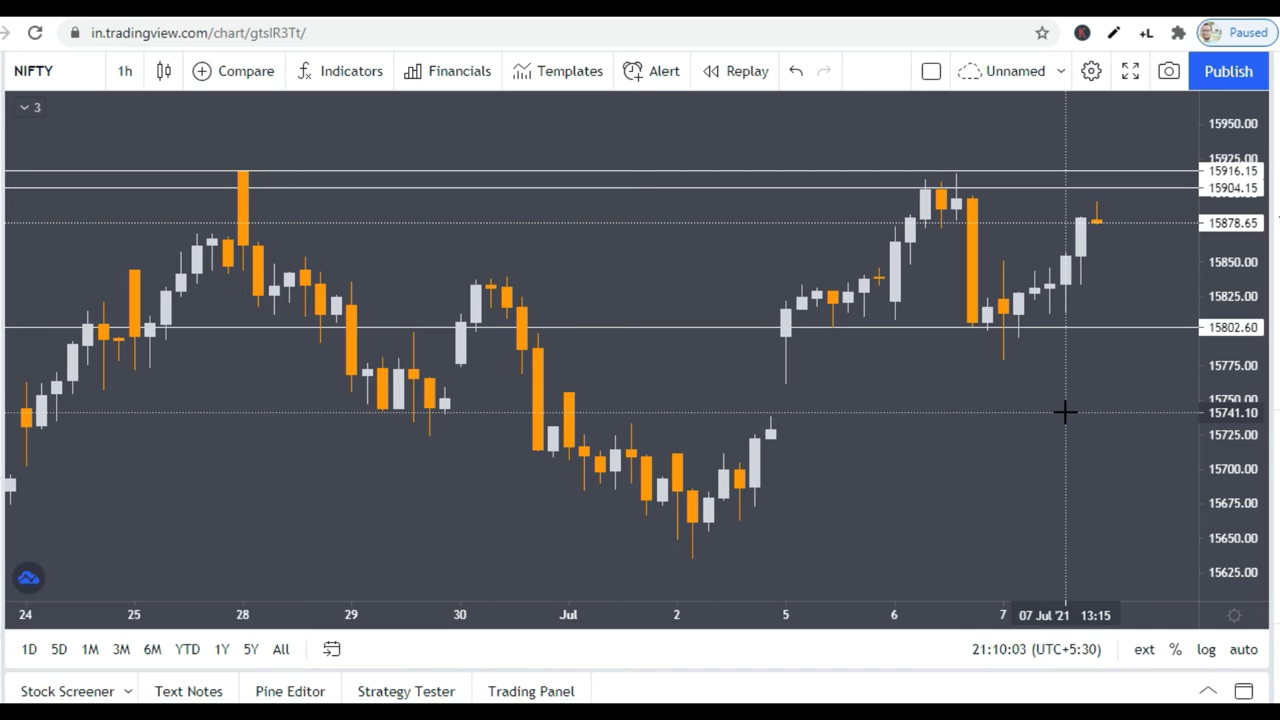 in.tradingview.com/chart/gtslR3Tt/
+L
Paused
NIFTY 1h Compare Indicators Financials Templates Alert Replay Unnamed Publish
3
15950.00
15925.00
15916.15
15904.15
15878.65
15850.00
15825.00
15802.60
15775.00
15750.00
15741.10
15725.00
15700.00
15675.00
15650.00
15625.00
24 25 28 29 30 Jul 2 5 6 7 07 Jul '21 13:15
1D 5D 1M 3M 6M YTD 1Y 5Y All 21:10:03 (UTC+5:30) ext % log auto
Stock Screener Text Notes Pine Editor Strategy Tester Trading Panel